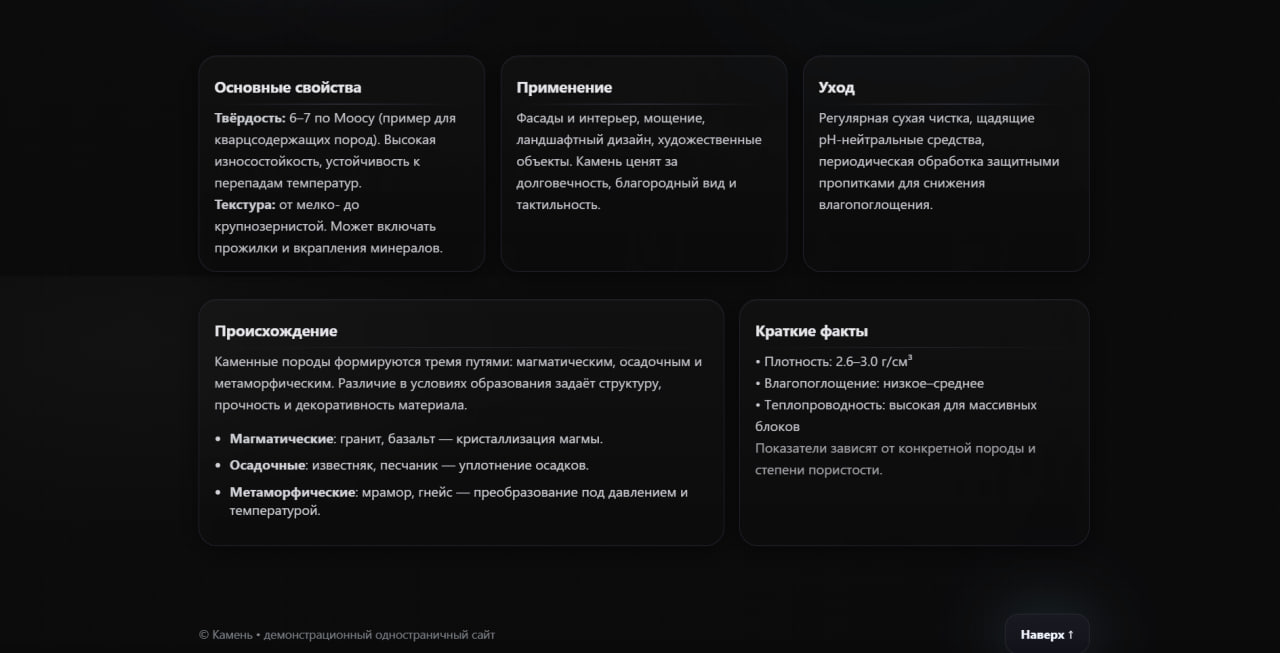 Основные свойства
Твёрдость: 6–7 по Моосу (пример для
кварцсодержащих пород). Высокая
износостойкость, устойчивость к
перепадам температур.
Текстура: от мелко- до
крупнозернистой. Может включать
прожилки и вкрапления минералов.
Применение
Фасады и интерьер, мощение,
ландшафтный дизайн, художественные
объекты. Камень ценят за
долговечность, благородный вид и
тактильность.
Уход
Регулярная сухая чистка, щадящие
pH-нейтральные средства,
периодическая обработка защитными
пропитками для снижения
влагопоглощения.
Происхождение
Каменные породы формируются тремя путями: магматическим, осадочным и
метаморфическим. Различие в условиях образования задаёт структуру,
прочность и декоративность материала.
• Магматические: гранит, базальт — кристаллизация магмы.
• Осадочные: известняк, песчаник — уплотнение осадков.
• Метаморфические: мрамор, гнейс — преобразование под давлением и
температурой.
Краткие факты
• Плотность: 2.6–3.0 г/см³
• Влагопоглощение: низкое–среднее
• Теплопроводность: высокая для массивных
блоков
Показатели зависят от конкретной породы и
степени пористости.
© Камень • демонстрационный одностраничный сайт
Наверх ↑